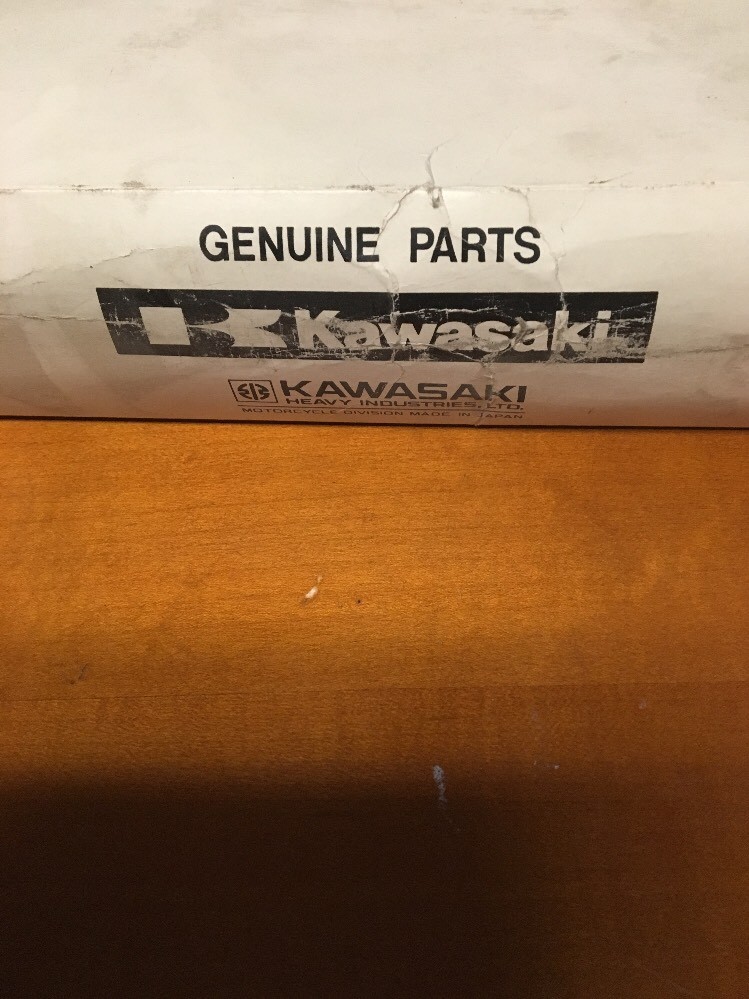 GENUINE PARTS
Kawasaki
KAWASAKI
HEAVY INDUSTRIES, LTD.
MOTORCYCLE DIVISION MADE IN JAPAN